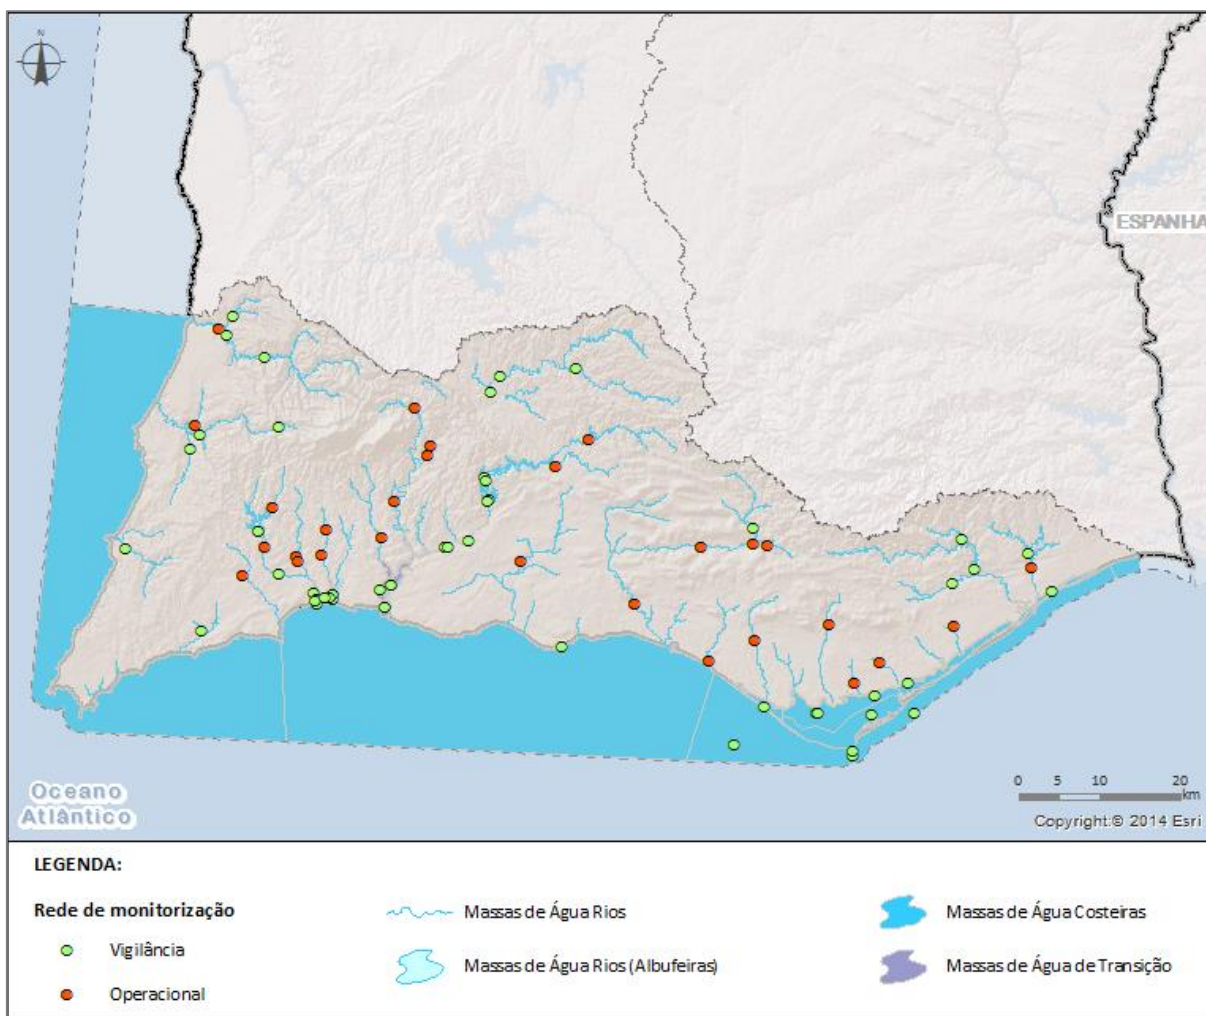 N
ESPANHA
Oceano
Atlântico
0 5 10 20
km
Copyright:© 2014 Esri
LEGENDA:
Rede de monitorização
Vigilância
Operacional
Massas de Água Rios
Massas de Água Rios (Albufeiras)
Massas de Água Costeiras
Massas de Água de Transição